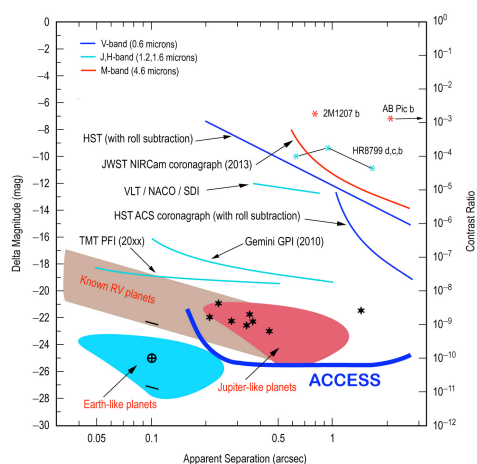 V-band (0.6 microns)
J,H-band (1.2,1.6 microns)
M-band (4.6 microns)
2M1207 b
AB Pic b
HST (with roll subtraction)
HR8799 d,c,b
JWST NIRCam coronagraph (2013)
VLT / NACO / SDI
HST ACS coronagraph (with roll subtraction)
TMT PFI (20xx)
Gemini GPI (2010)
Known RV planets
Jupiter-like planets
ACCESS
Earth-like planets
Delta Magnitude (mag)
0
−2
−4
−6
−8
−10
−12
−14
−16
−18
−20
−22
−24
−26
−28
−30
Contrast Ratio
10⁰
10⁻¹
10⁻²
10⁻³
10⁻⁴
10⁻⁵
10⁻⁶
10⁻⁷
10⁻⁸
10⁻⁹
10⁻¹⁰
10⁻¹¹
10⁻¹²
0.05 0.1 0.5 1
Apparent Separation (arcsec)